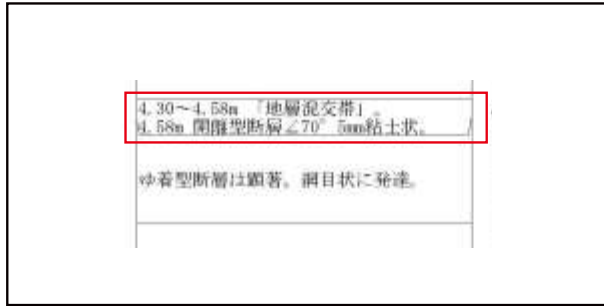 4.30～4.58m 「地層混交帯」。
4.58m 開離型断層∠70° 5mm粘土状。
ゆ着型断層は顕著。網目状に発達。